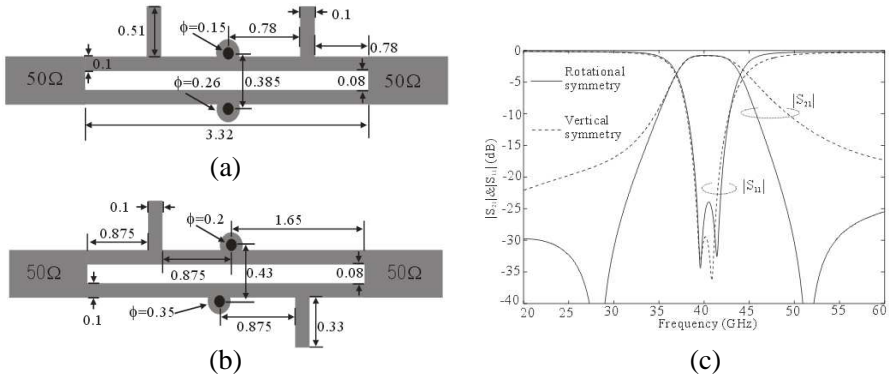 0.51
ϕ=0.15
0.78
0.1
0.78
0.1
50Ω
ϕ=0.26
0.385
0.08
50Ω
3.32
(a)
0.1
ϕ=0.2
1.65
0.875
50Ω
0.875
0.43
0.08
50Ω
0.1
ϕ=0.35
0.875
0.33
(b)
|S21|&|S11| (dB)
0
-5
-10
-15
-20
-25
-30
-35
-40
Rotational
symmetry
Vertical
symmetry
|S21|
|S11|
20 25 30 35 40 45 50 55 60
Frequency (GHz)
(c)